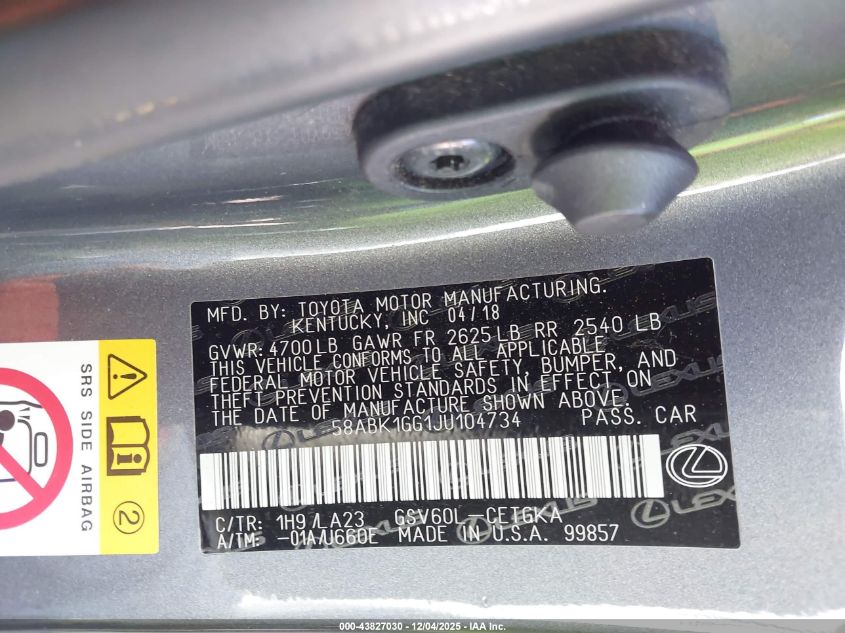 MFD. BY: TOYOTA MOTOR MANUFACTURING.
KENTUCKY, INC 04/18
GVWR: 4700LB GAWR FR 2625LB RR 2540 LB
THIS VEHICLE CONFORMS TO ALL APPLICABLE
FEDERAL MOTOR VEHICLE SAFETY, BUMPER, AND
THEFT PREVENTION STANDARDS IN EFFECT ON
THE DATE OF MANUFACTURE SHOWN ABOVE.
58ABK1GG1JU104734 PASS. CAR
LEXUS
C/TR: 1H9/LA23 GSV60L-CETGKA
A/TM: -01A/U660E MADE IN U.S.A. 99857
SRS SIDE AIRBAG
2
000-43827030 - 12/04/2025 - IAA Inc.